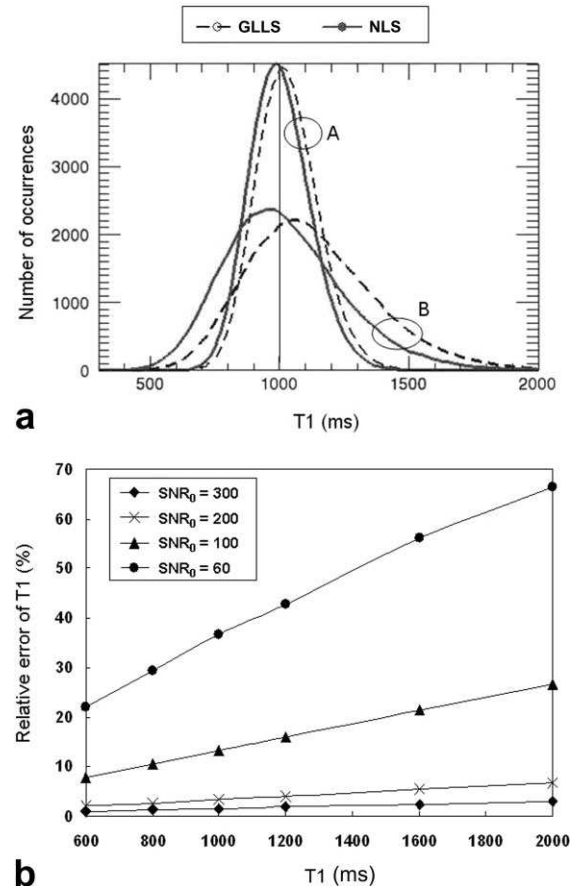 GLLS NLS
4000
3000
2000
1000
0
Number of occurrences
A
B
500 1000 1500 2000
T1 (ms)
a
70
60
50
40
30
20
10
0
Relative error of T1 (%)
SNR0 = 300
SNR0 = 200
SNR0 = 100
SNR0 = 60
600 800 1000 1200 1400 1600 1800 2000
T1 (ms)
b